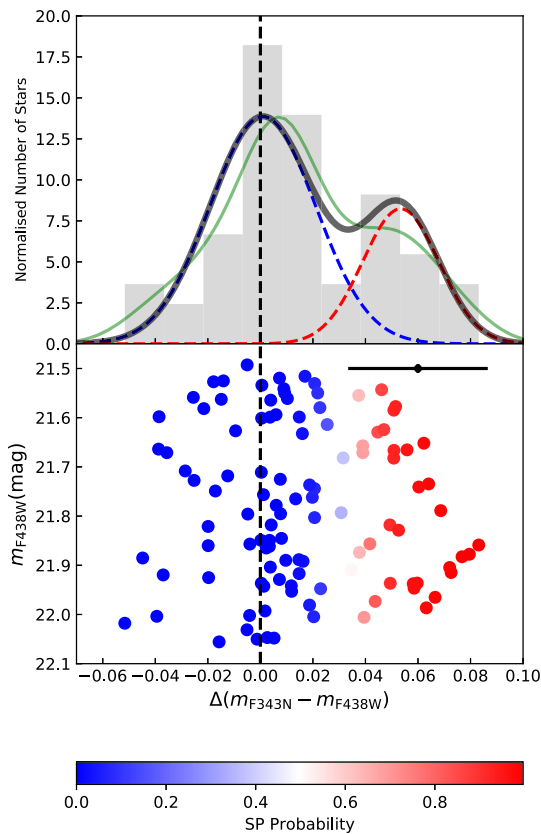 20.0
17.5
15.0
12.5
10.0
7.5
5.0
2.5
0.0
Normalised Number of Stars
21.5
21.6
21.7
21.8
21.9
22.0
22.1
m_F438W(mag)
−0.06 −0.04 −0.02 0.00 0.02 0.04 0.06 0.08 0.10
Δ(m_F343N − m_F438W)
0.0 0.2 0.4 0.6 0.8
SP Probability